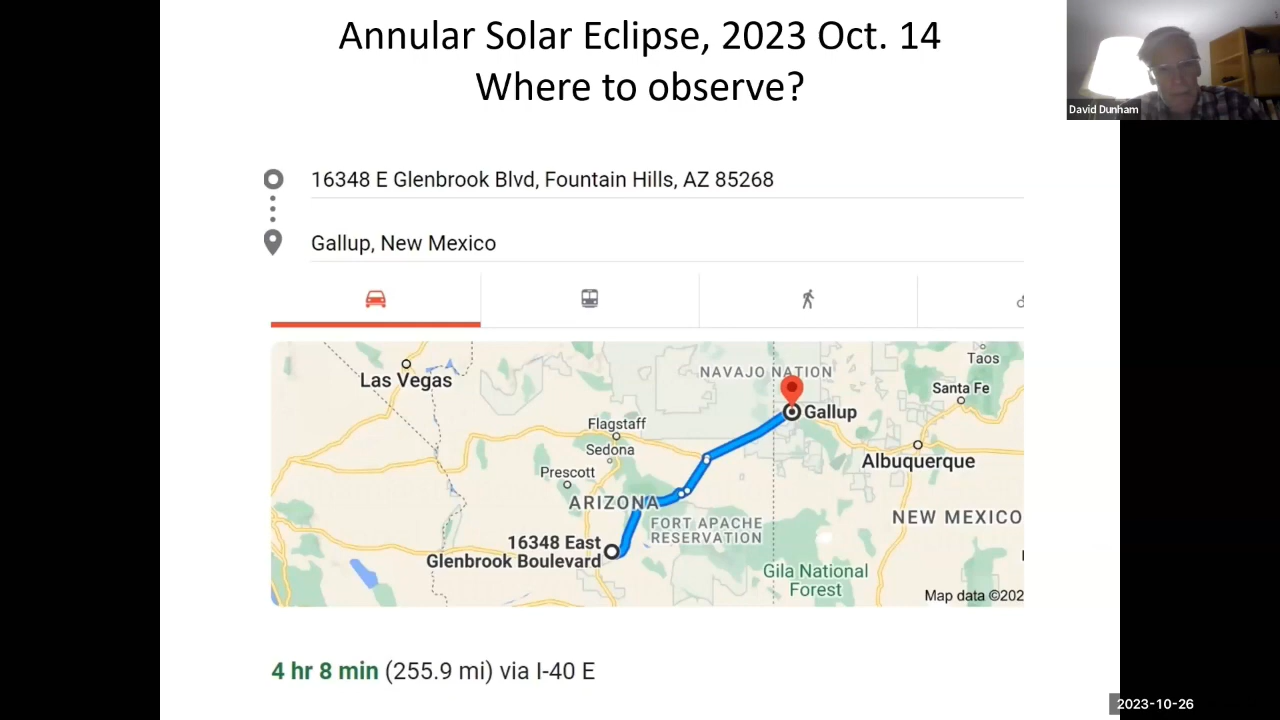 Annular Solar Eclipse, 2023 Oct. 14
Where to observe?
David Dunham
16348 E Glenbrook Blvd, Fountain Hills, AZ 85268
Gallup, New Mexico
NAVAJO NATION
Taos
Las Vegas
Santa Fe
Gallup
Flagstaff
Sedona
Albuquerque
Prescott
ARIZONA
NEW MEXICO
FORT APACHE
RESERVATION
16348 East
Glenbrook Boulevard
Gila National
Forest
Map data ©202
4 hr 8 min (255.9 mi) via I-40 E
2023-10-26